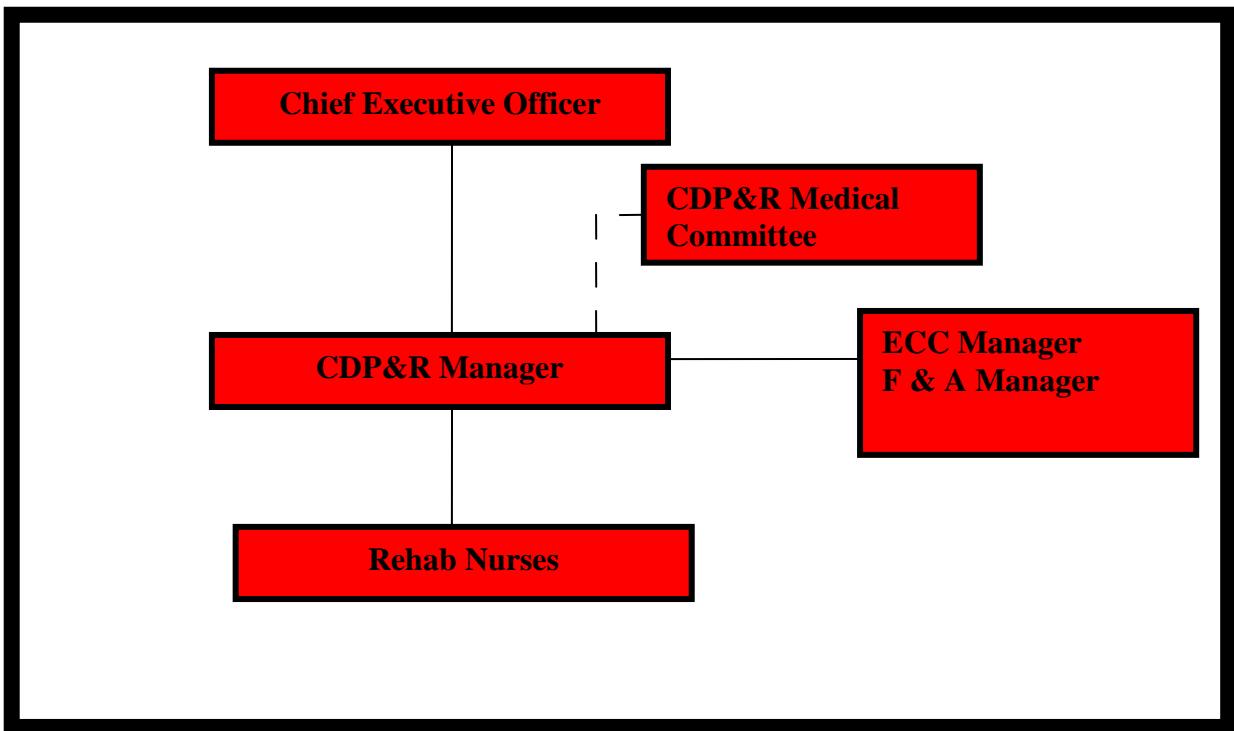 Chief Executive Officer
CDP&R Medical
Committee
CDP&R Manager
ECC Manager
F & A Manager
Rehab Nurses